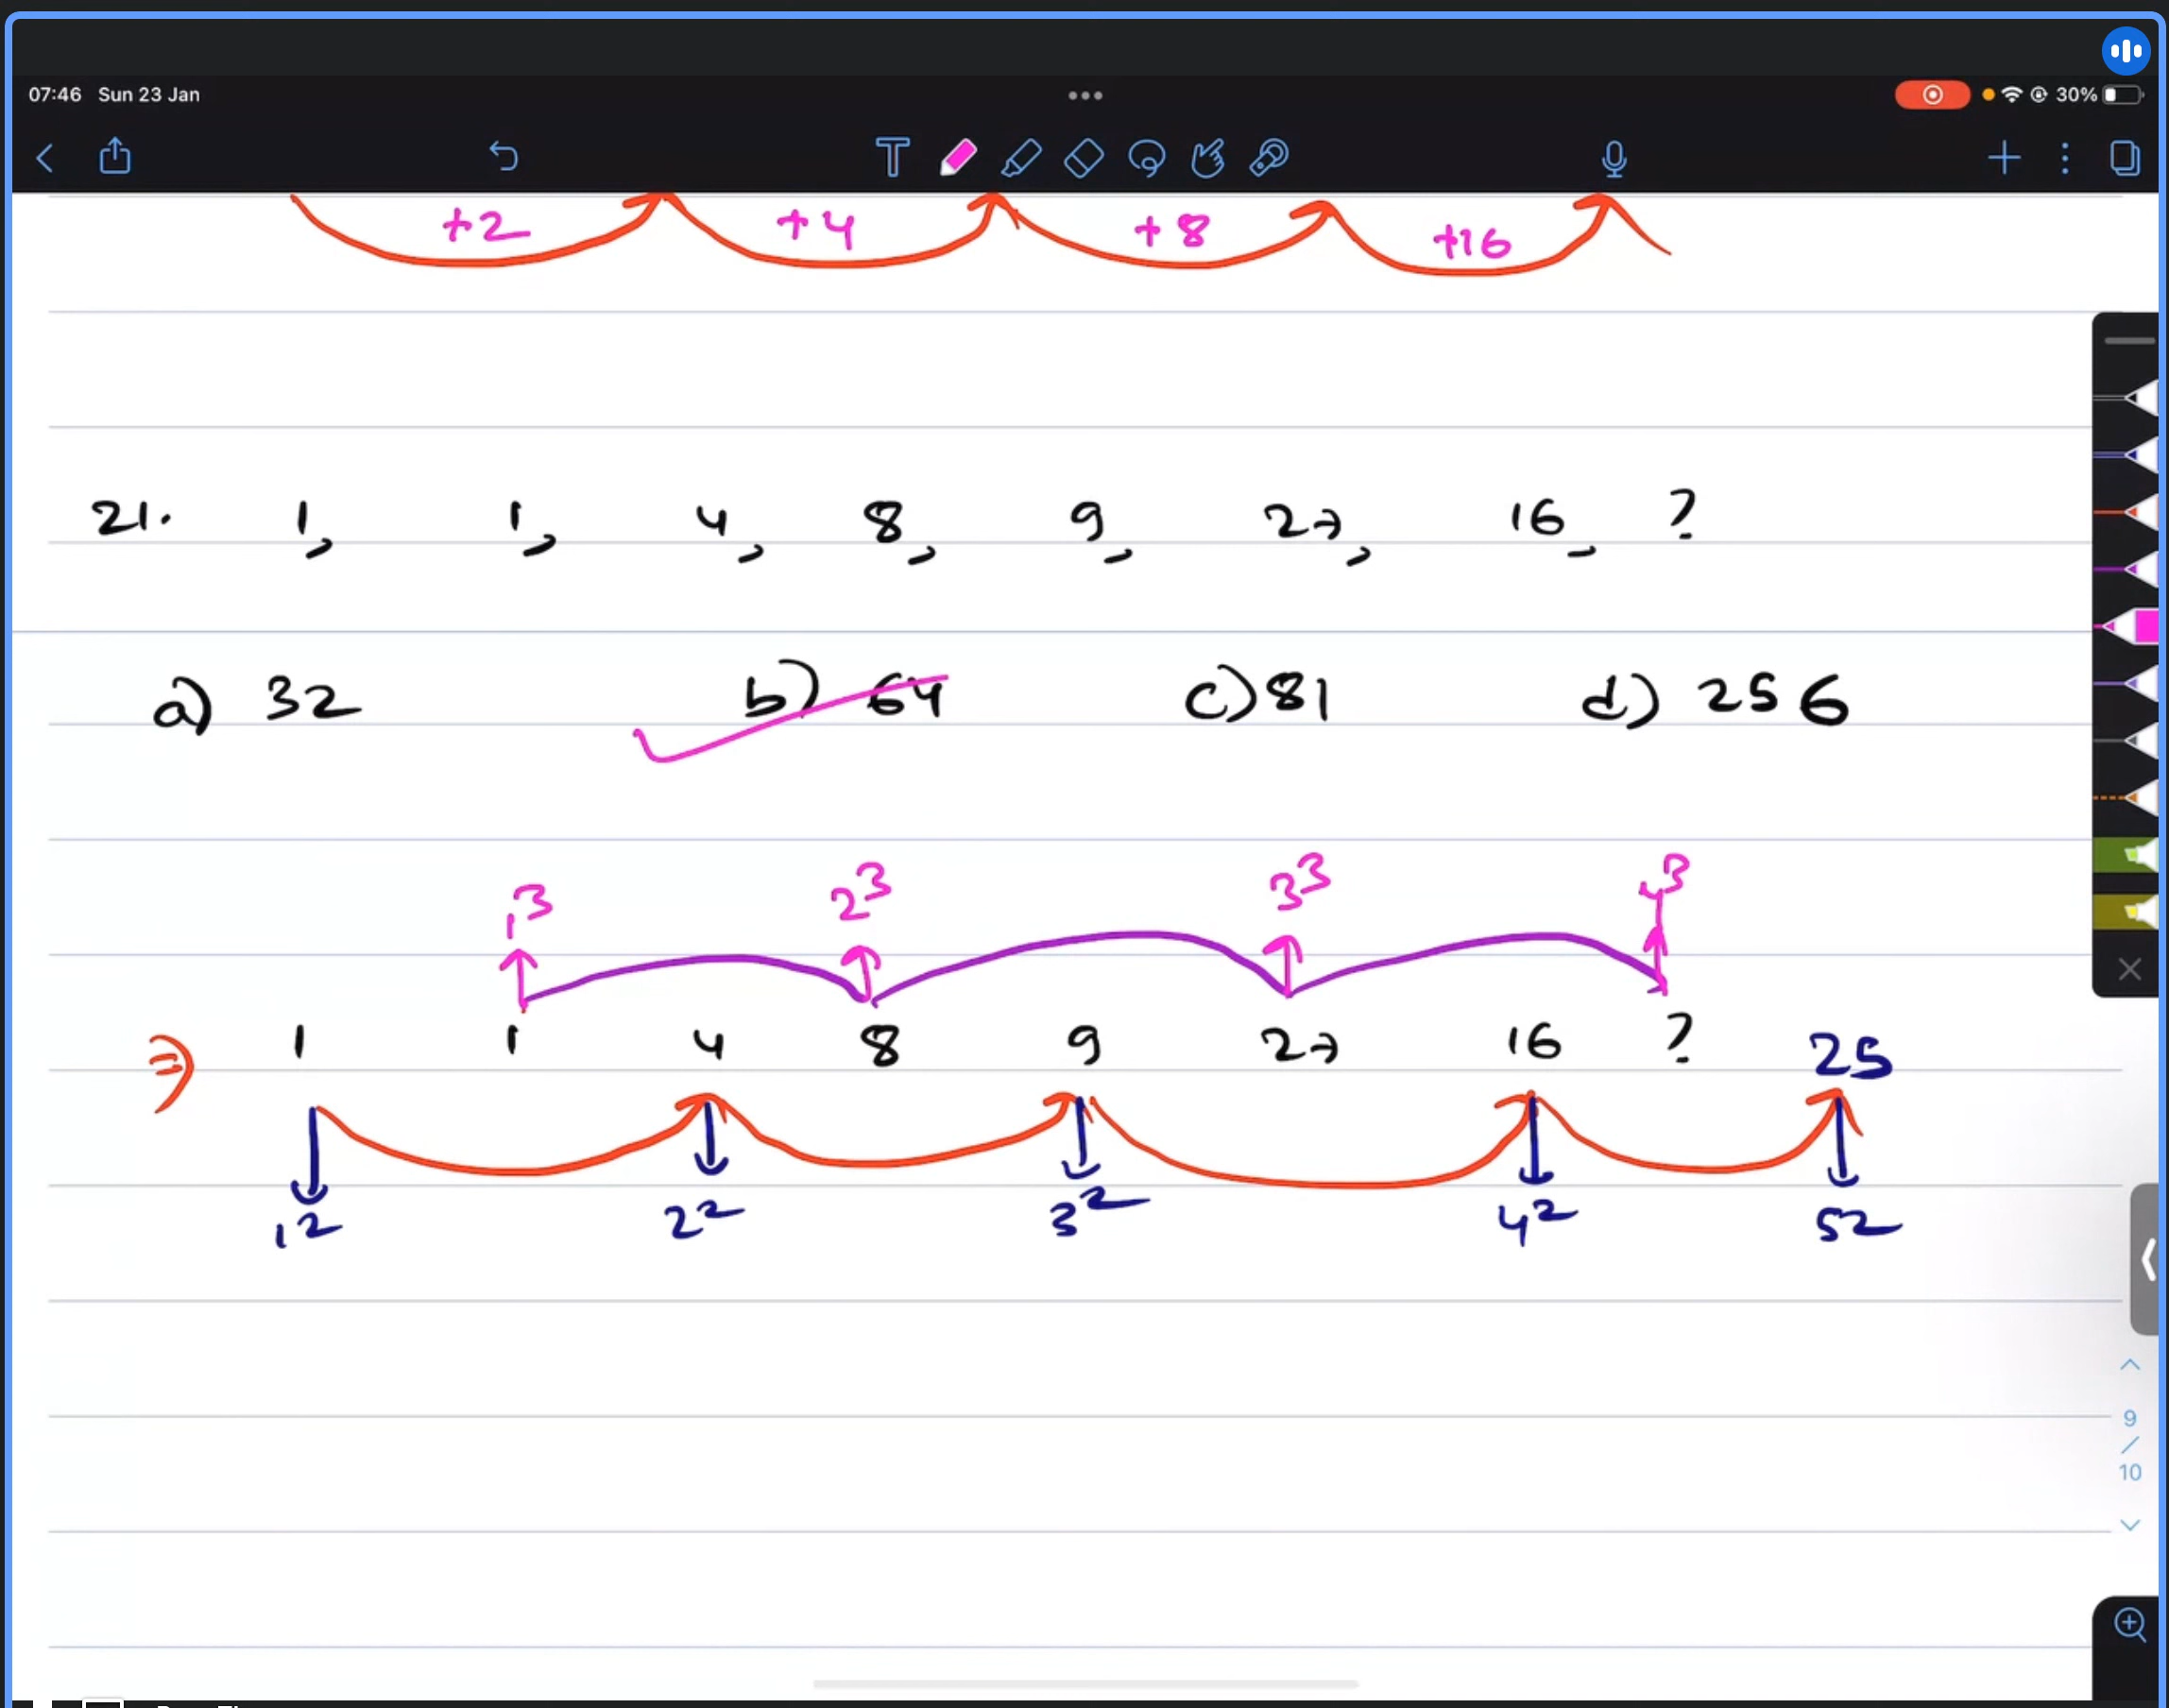 07:46 Sun 23 Jan
30%
+2 +4 +8 +16
21. 1, 1, 4, 8, 9, 27, 16, ?
a) 32 b) 64 c) 81 d) 256
1³ 2³ 3³ 4³
⇒ 1 1 4 8 9 27 16 ? 25
1² 2² 3² 4² 5²
9
/
10